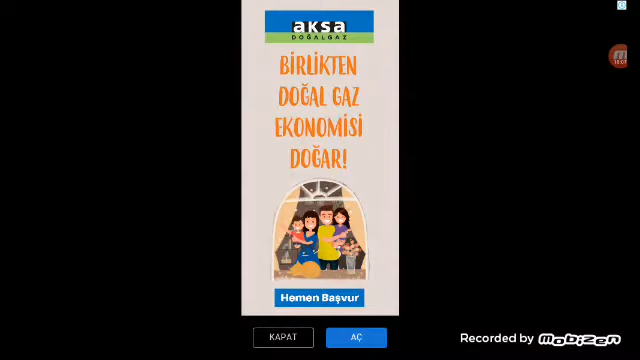 aksa
DOĞALGAZ
BİRLİKTEN
DOĞAL GAZ
EKONOMİSİ
DOĞAR!
Hemen Başvur
KAPAT
AÇ
Recorded by MOBIZEN